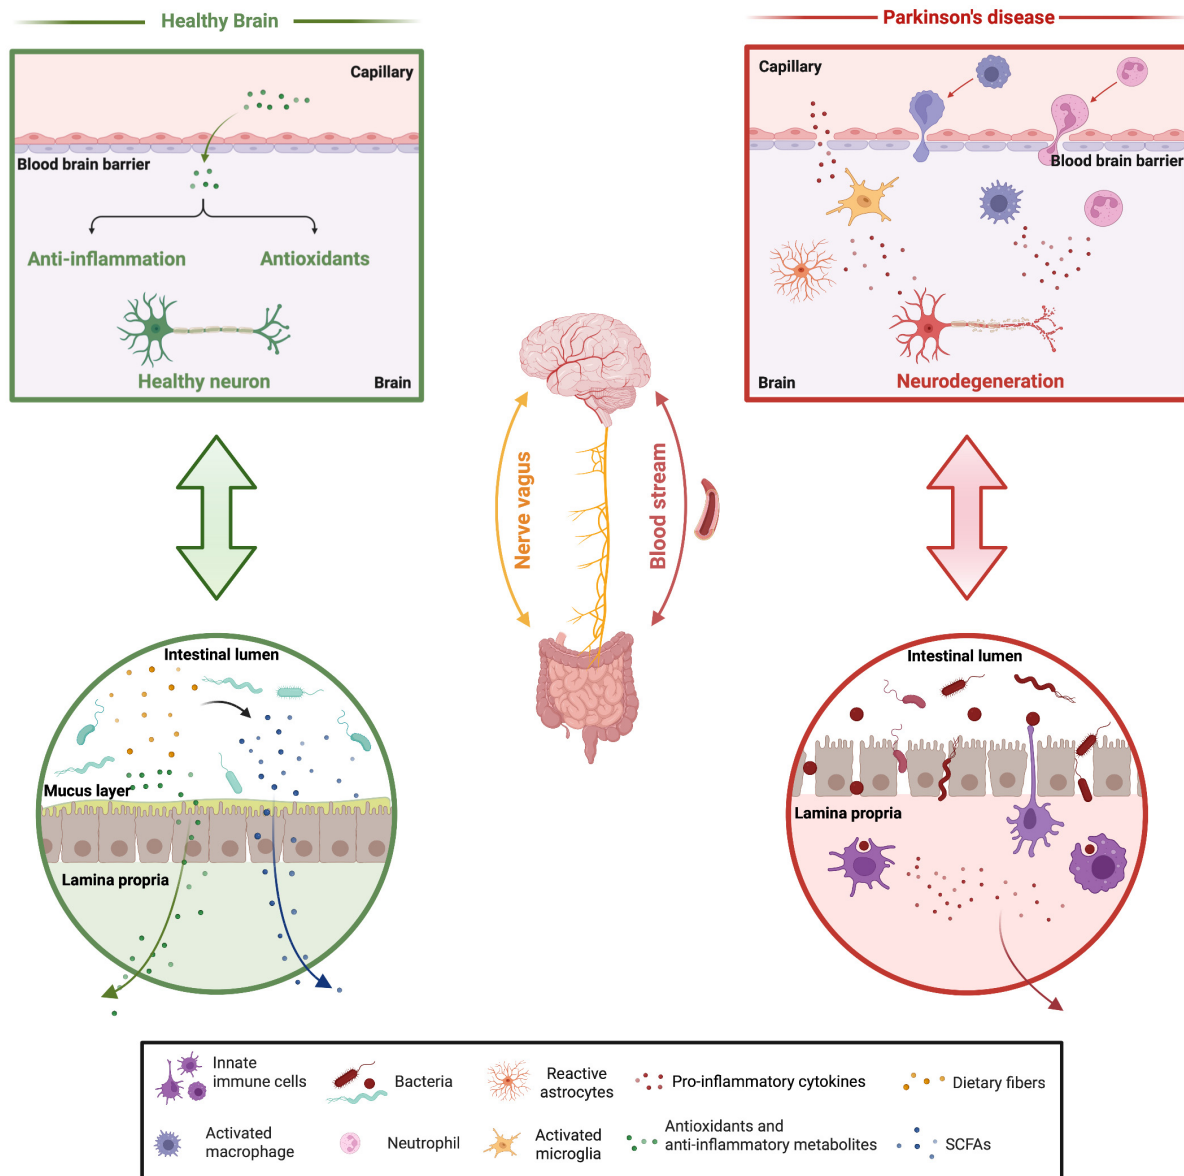 Healthy Brain
Parkinson's disease
Capillary
Blood brain barrier
Anti-inflammation
Antioxidants
Healthy neuron
Brain
Capillary
Blood brain barrier
Brain
Neurodegeneration
Nerve vagus
Blood stream
Intestinal lumen
Mucus layer
Lamina propria
Intestinal lumen
Lamina propria
Innate
immune cells
Bacteria
Reactive
astrocytes
Pro-inflammatory cytokines
Dietary fibers
Activated
macrophage
Neutrophil
Activated
microglia
Antioxidants and
anti-inflammatory metabolites
SCFAs